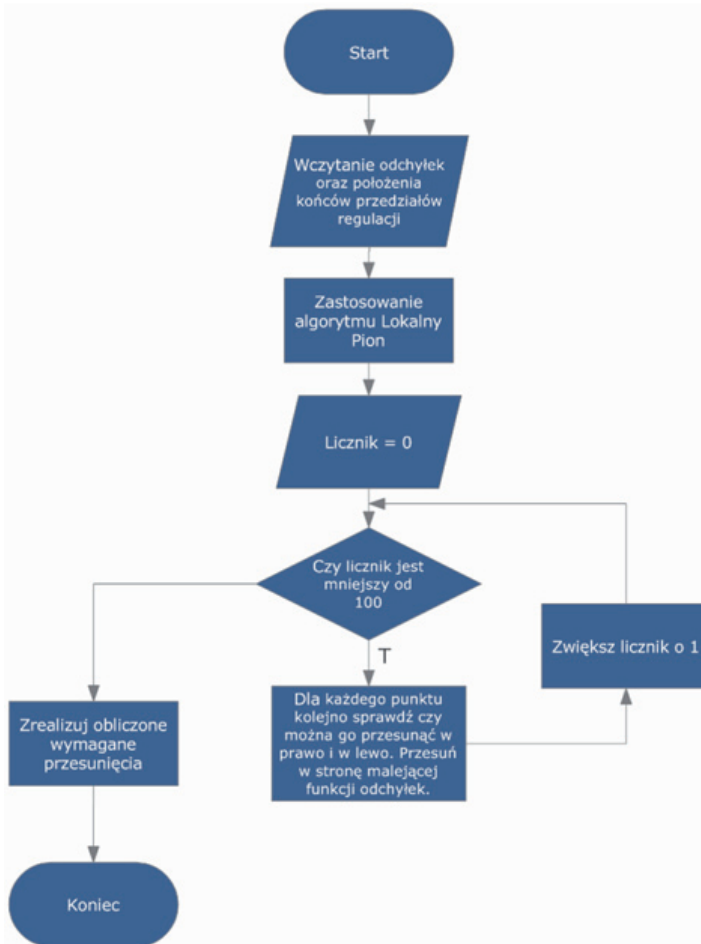 Start
Wczytanie odchyłek
oraz położenia
końców przedziałów
regulacji
Zastosowanie
algorytmu Lokalny
Pion
Licznik = 0
Czy licznik jest
mniejszy od
100
T
Zwiększ licznik o 1
Dla każdego punktu
kolejno sprawdź czy
można go przesunąć w
prawo i w lewo. Przesuń
w stronę malejącej
funkcji odchyłek.
Zrealizuj obliczone
wymagane
przesunięcia
Koniec